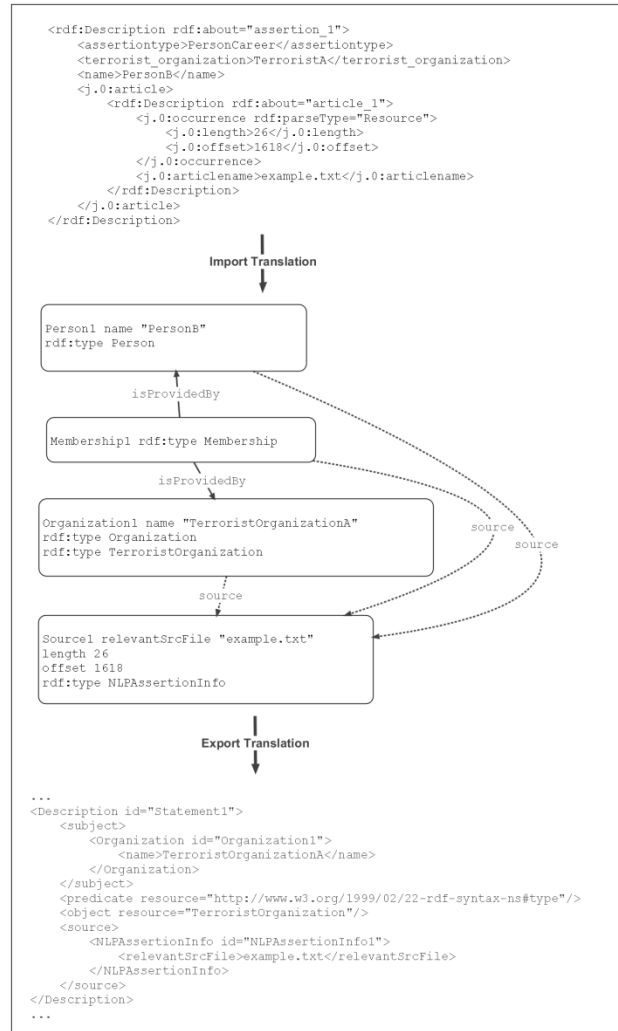 <rdf:Description rdf:about="assertion_1">
<assertiontype>PersonCareer</assertiontype>
<terrorist_organization>TerroristA</terrorist_organization>
<name>PersonB</name>
<j.0:article>
<rdf:Description rdf:about="article_1">
<j.0:occurrence rdf:parseType="Resource">
<j.0:length>26</j.0:length>
<j.0:offset>1618</j.0:offset>
</j.0:occurrence>
<j.0:articlename>example.txt</j.0:articlename>
</rdf:Description>
</j.0:article>
</rdf:Description>
Import Translation
Person1 name "PersonB"
rdf:type Person
isProvidedBy
Membership1 rdf:type Membership
isProvidedBy
Organization1 name "TerroristOrganizationA"
rdf:type Organization
rdf:type TerroristOrganization
source
source
source
Source1 relevantSrcFile "example.txt"
length 26
offset 1618
rdf:type NLPAssertionInfo
Export Translation
...
<Description id="Statement1">
<subject>
<Organization id="Organization1">
<name>TerroristOrganizationA</name>
</Organization>
</subject>
<predicate resource="http://www.w3.org/1999/02/22-rdf-syntax-ns#type"/>
<object resource="TerroristOrganization"/>
<source>
<NLPAssertionInfo id="NLPAssertionInfo1">
<relevantSrcFile>example.txt</relevantSrcFile>
</NLPAssertionInfo>
</source>
</Description>
...